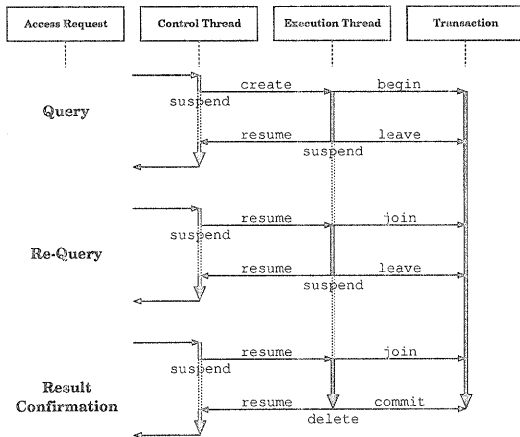 Access Request Control Thread Execution Thread Transaction
create begin
suspend
Query
resume leave
suspend
resume join
suspend
Re-Query
resume leave
suspend
resume join
suspend
Result
Confirmation
resume commit
delete